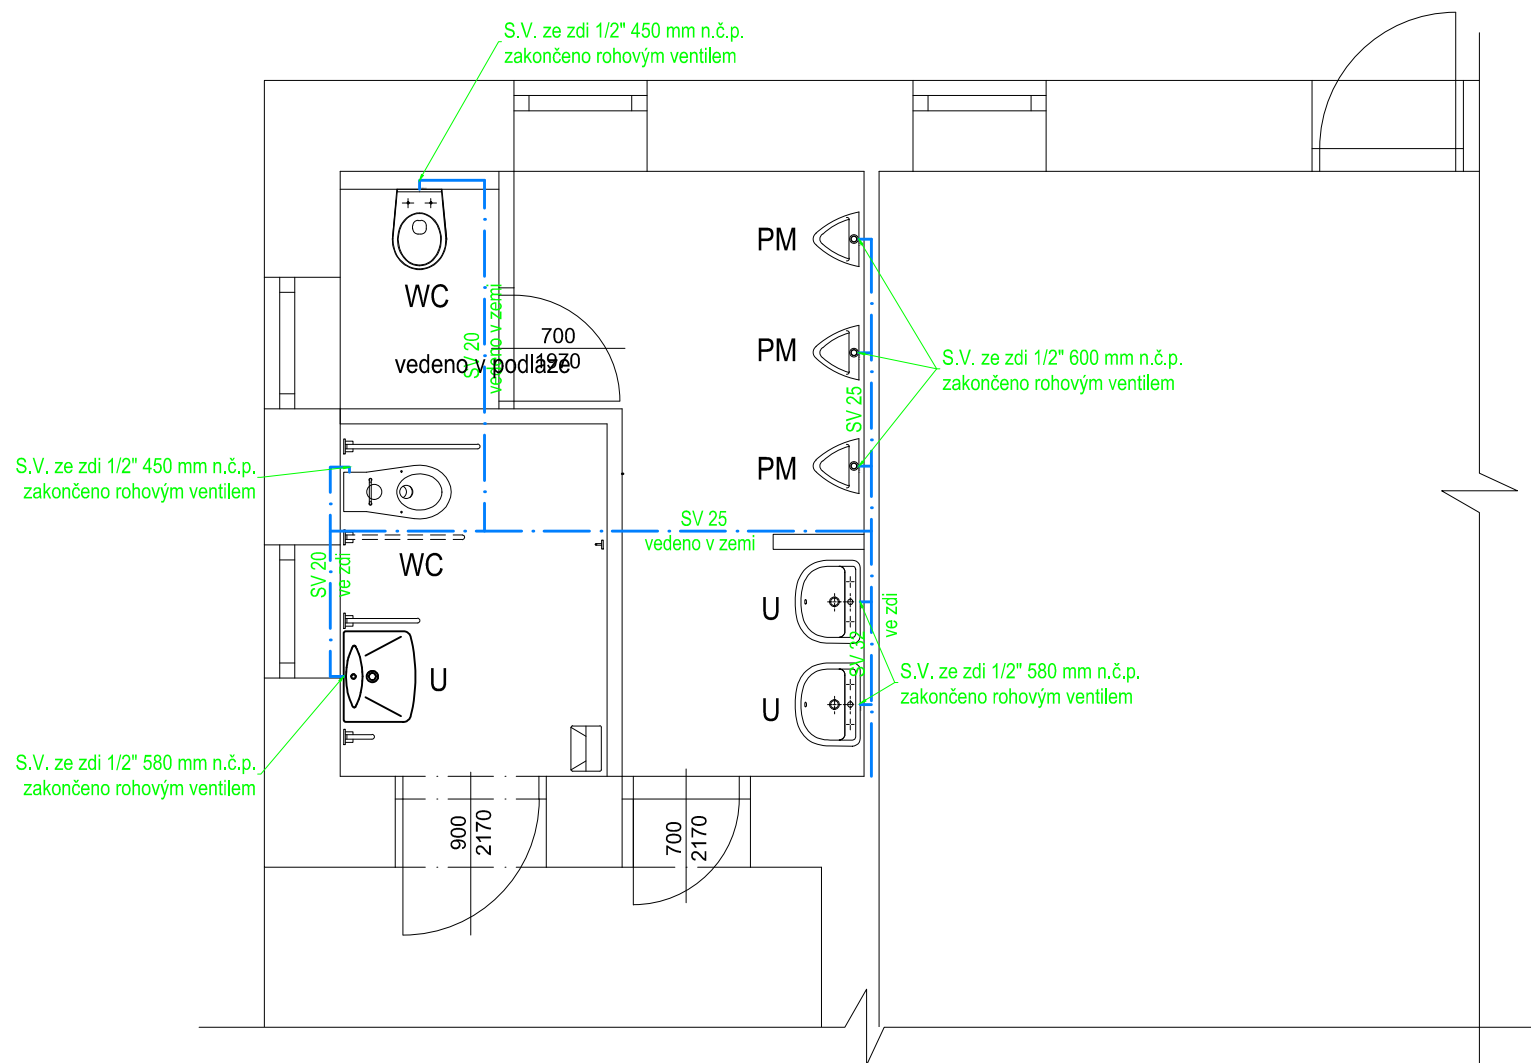 S.V. ze zdi 1/2" 450 mm n.č.p.
zakončeno rohovým ventilem
PM
WC
SV 20
vedeno v zemi
700
1970
vedeno v podlaze
PM
S.V. ze zdi 1/2" 600 mm n.č.p.
zakončeno rohovým ventilem
SV 25
S.V. ze zdi 1/2" 450 mm n.č.p.
zakončeno rohovým ventilem
PM
SV 25
vedeno v zemi
WC
SV 20
ve zdi
U
ve zdi
SV 32
U
S.V. ze zdi 1/2" 580 mm n.č.p.
zakončeno rohovým ventilem
U
S.V. ze zdi 1/2" 580 mm n.č.p.
zakončeno rohovým ventilem
900
2170
700
2170